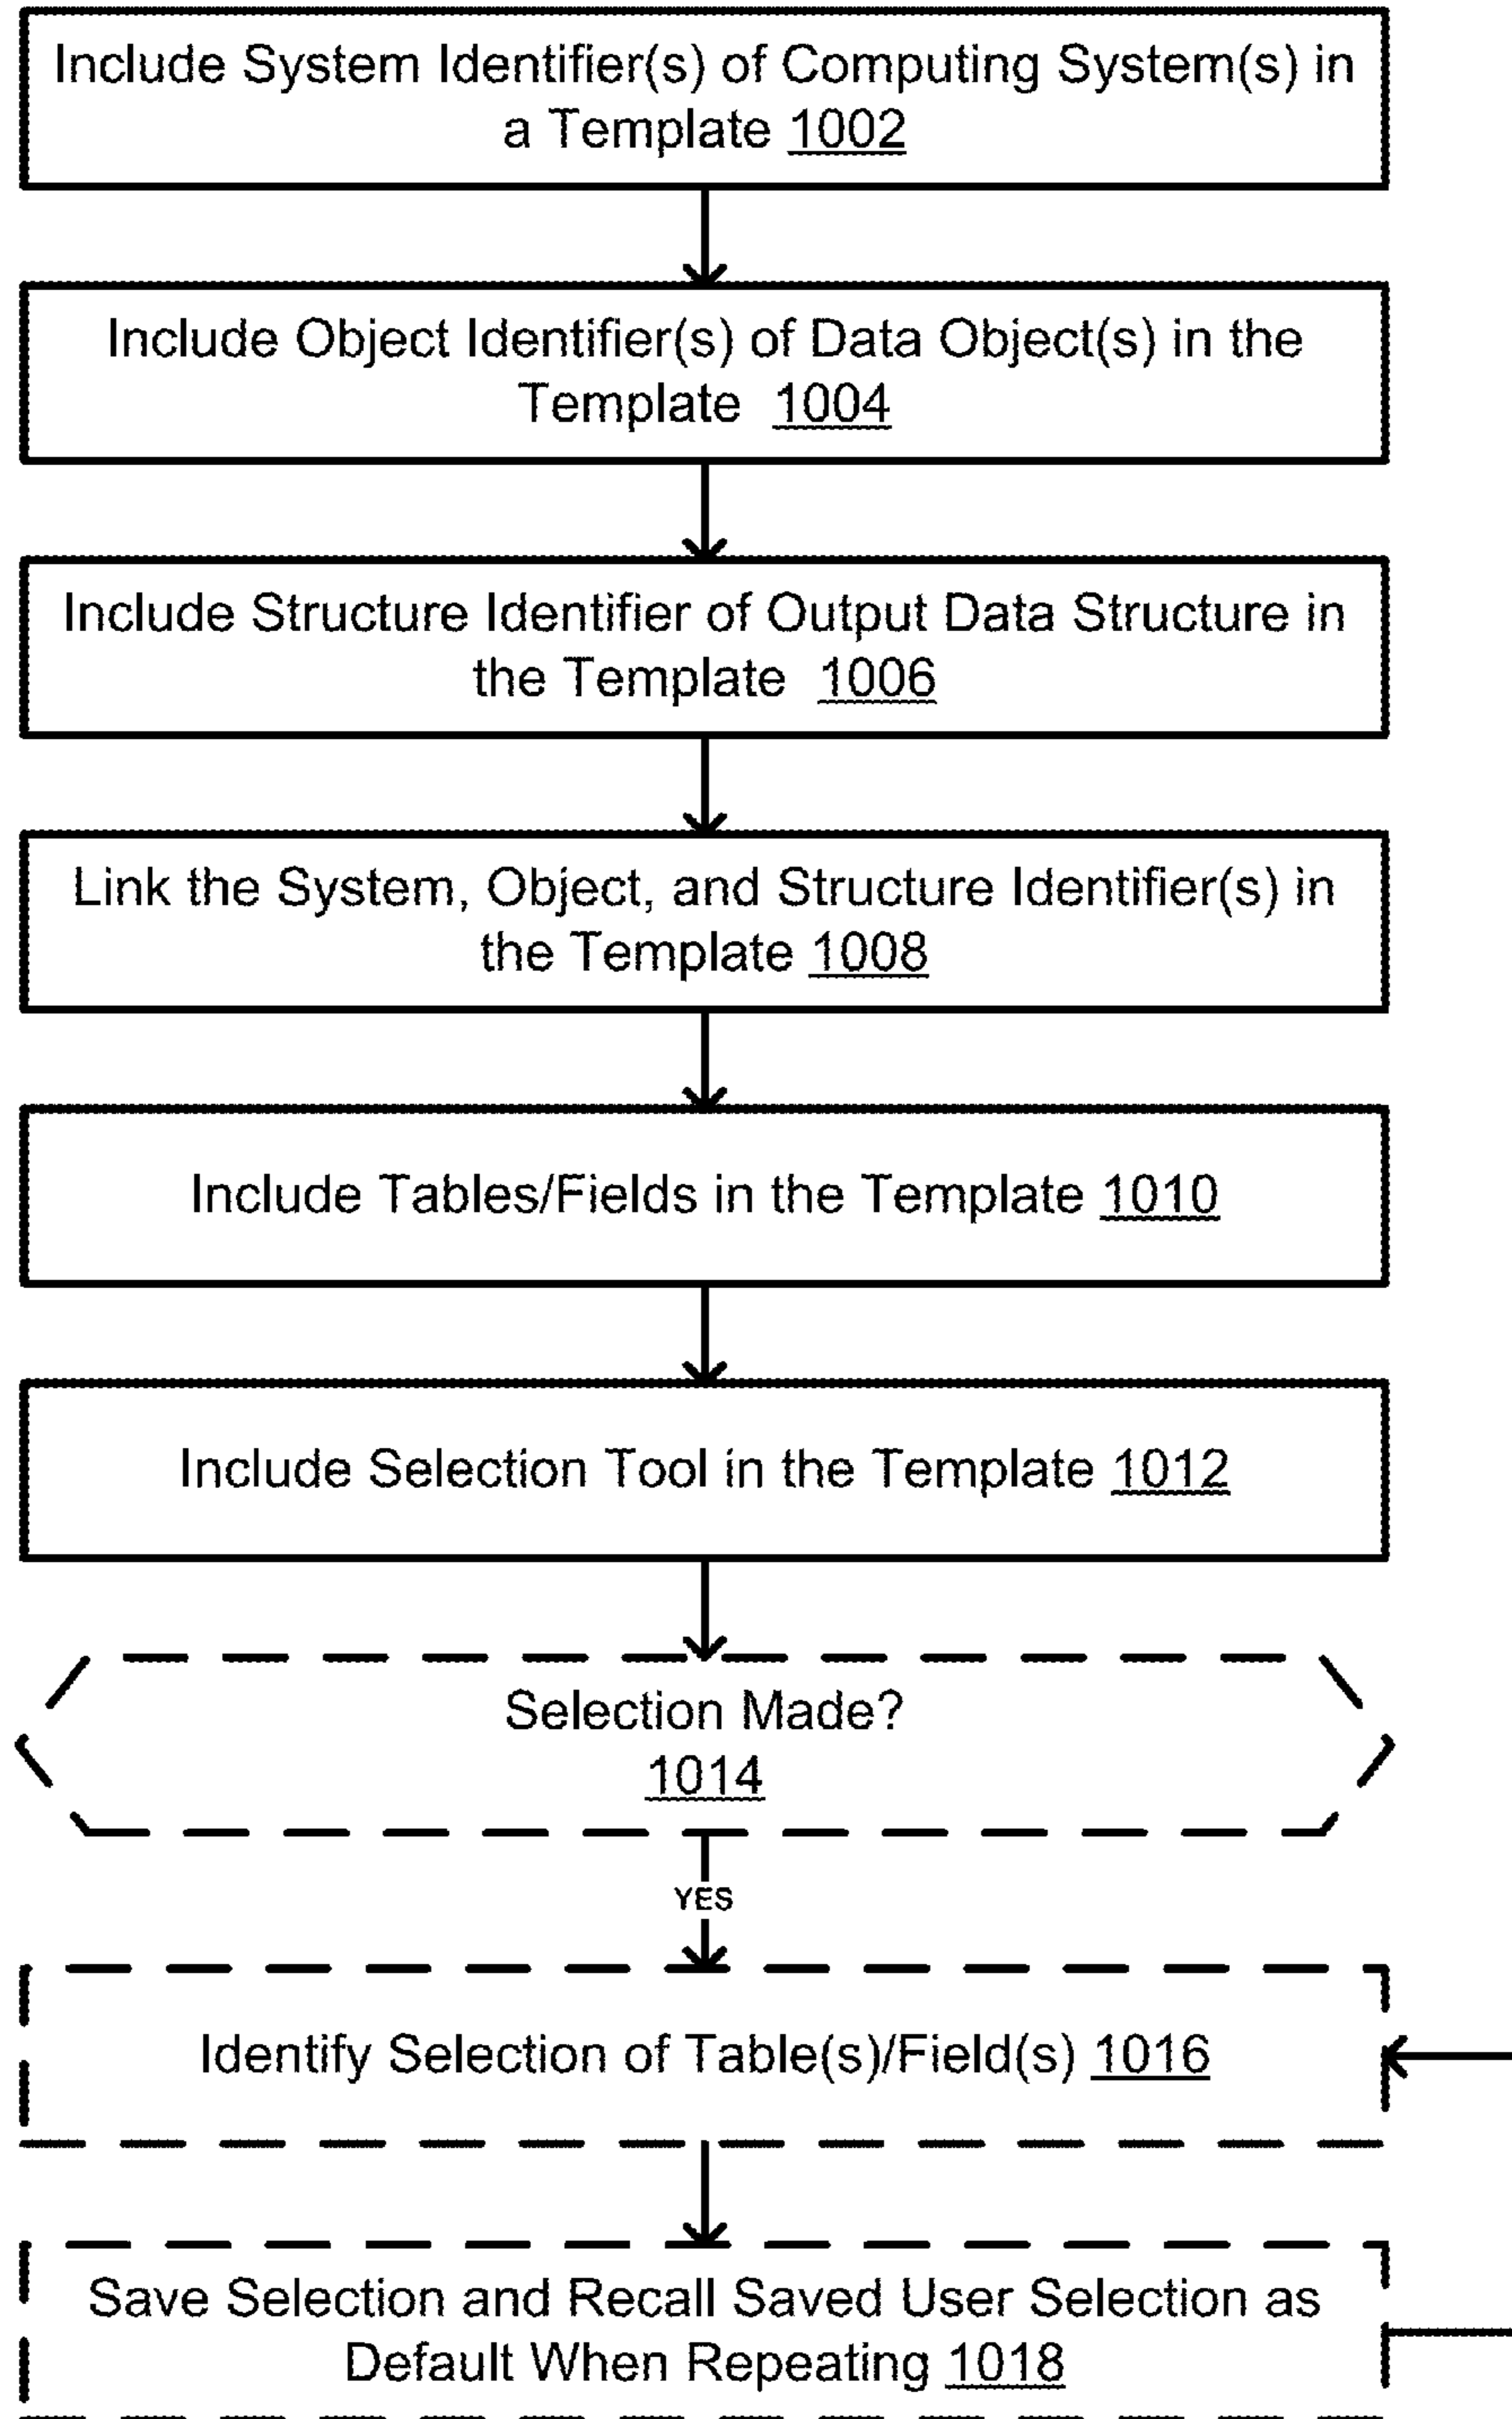 Include System Identifier(s) of Computing System(s) in
a Template 1002
Include Object Identifier(s) of Data Object(s) in the
Template 1004
Include Structure Identifier of Output Data Structure in
the Template 1006
Link the System, Object, and Structure Identifier(s) in
the Template 1008
Include Tables/Fields in the Template 1010
Include Selection Tool in the Template 1012
Selection Made?
1014
YES
Identify Selection of Table(s)/Field(s) 1016
Save Selection and Recall Saved User Selection as
Default When Repeating 1018